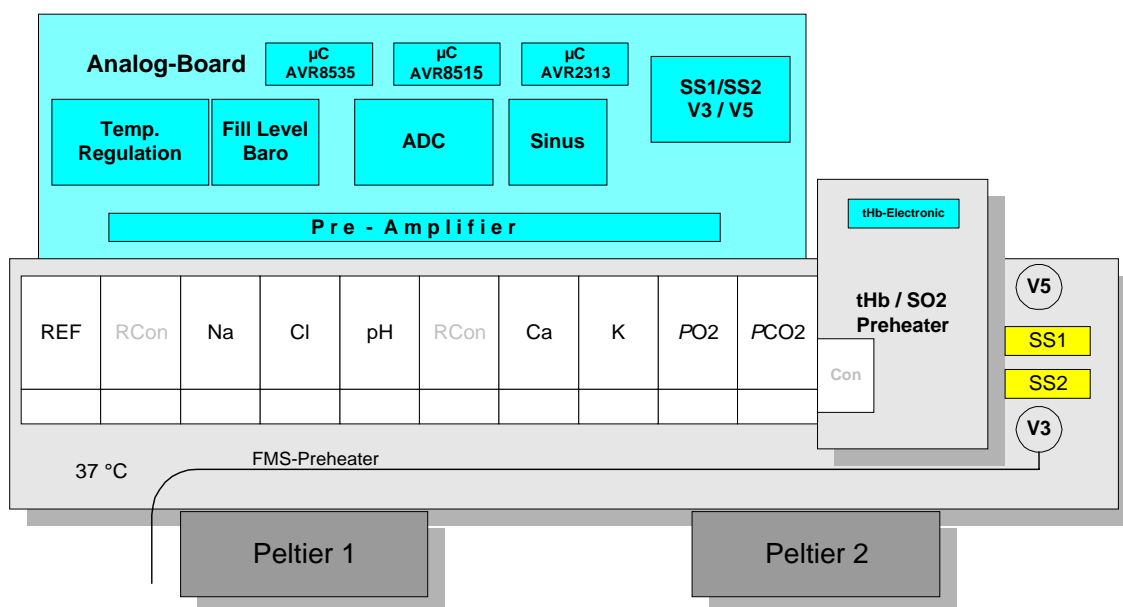 Analog-Board
µC
AVR8535
µC
AVR8515
µC
AVR2313
SS1/SS2
V3 / V5
Temp.
Regulation
Fill Level
Baro
ADC
Sinus
Pre-Amplifier
tHb-Electronic
tHb / SO2
Preheater
V5
SS1
SS2
V3
REF
RCon
Na
Cl
pH
RCon
Ca
K
PO2
PCO2
Con
37 °C
FMS-Preheater
Peltier 1
Peltier 2